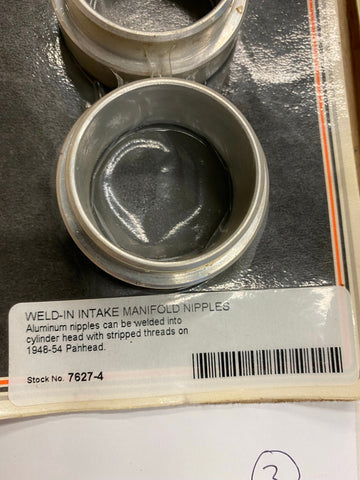 WELD-IN INTAKE MANIFOLD NIPPLES
Aluminum nipples can be welded into
cylinder head with stripped threads on
1948-54 Panhead.
Stock No. 7627-4
3